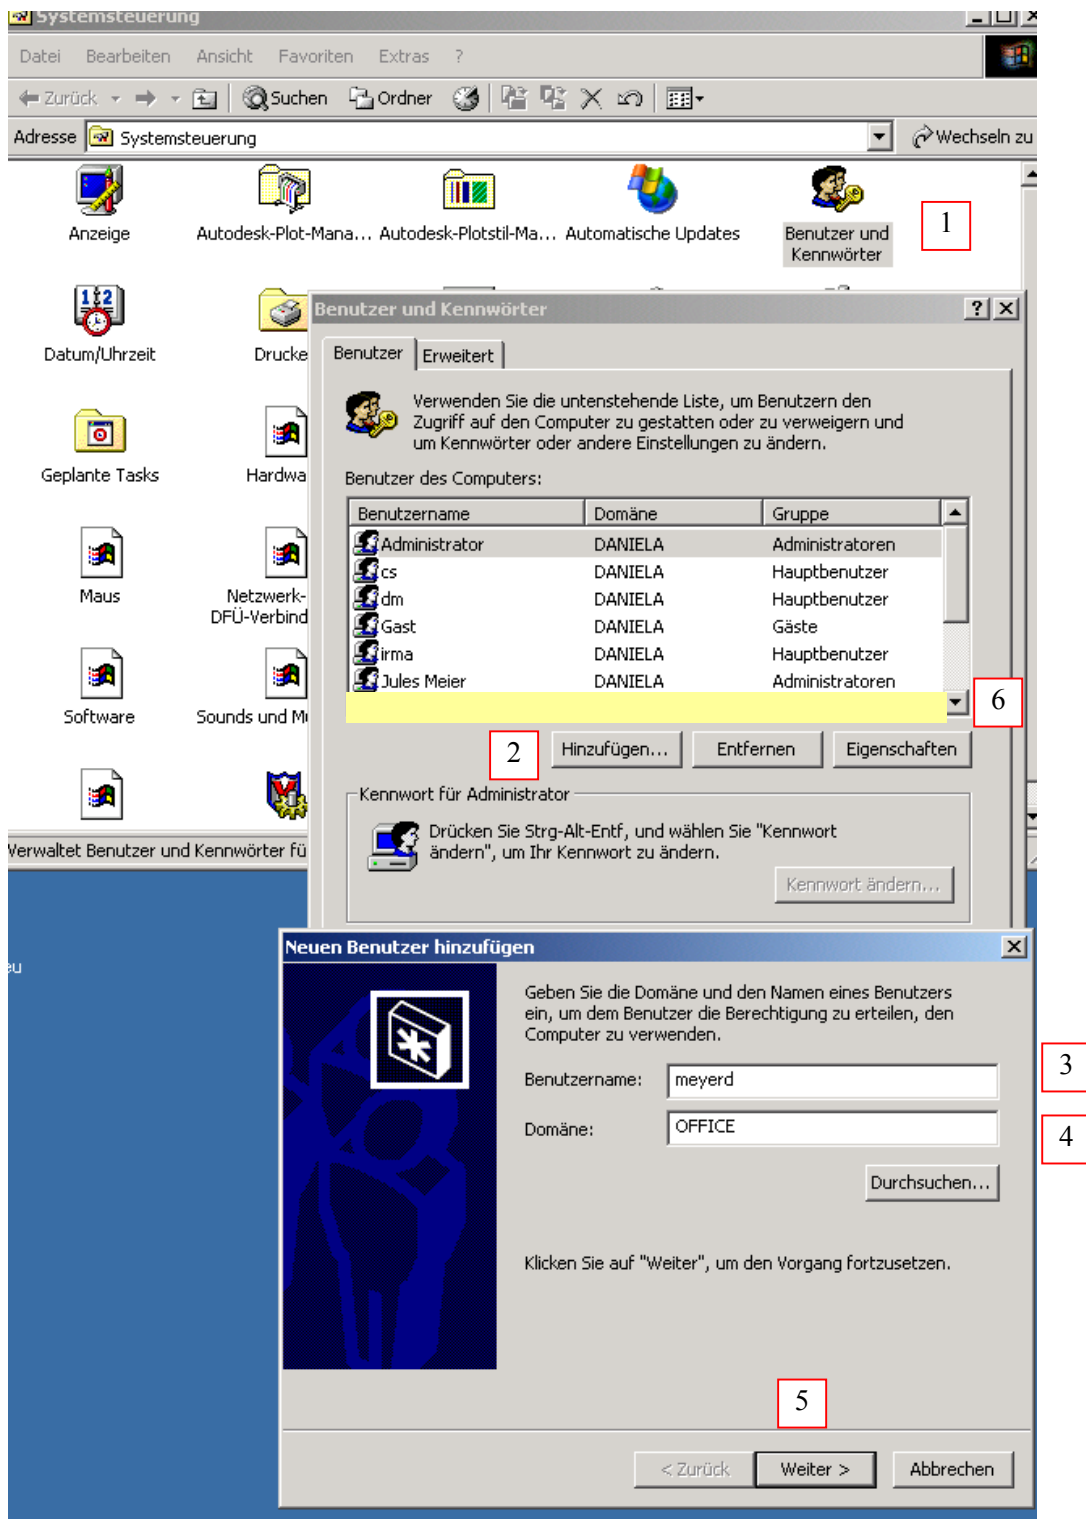 Systemsteuerung
Datei Bearbeiten Ansicht Favoriten Extras ?
Zurück Suchen Ordner
Adresse Systemsteuerung Wechseln zu
Anzeige Autodesk-Plot-Mana... Autodesk-Plotstil-Ma... Automatische Updates Benutzer und
Kennwörter
1
Datum/Uhrzeit Drucke
Geplante Tasks Hardwa
Maus Netzwerk-
DFÜ-Verbind
Software Sounds und M
Verwaltet Benutzer und Kennwörter fü
eu
Benutzer und Kennwörter
Benutzer Erweitert
Verwenden Sie die untenstehende Liste, um Benutzern den
Zugriff auf den Computer zu gestatten oder zu verweigern und
um Kennwörter oder andere Einstellungen zu ändern.
Benutzer des Computers:
Benutzername Domäne Gruppe
Administrator DANIELA Administratoren
cs DANIELA Hauptbenutzer
dm DANIELA Hauptbenutzer
Gast DANIELA Gäste
irma DANIELA Hauptbenutzer
Jules Meier DANIELA Administratoren
6
2 Hinzufügen... Entfernen Eigenschaften
Kennwort für Administrator
Drücken Sie Strg-Alt-Entf, und wählen Sie "Kennwort
ändern", um Ihr Kennwort zu ändern.
Kennwort ändern...
Neuen Benutzer hinzufügen
Geben Sie die Domäne und den Namen eines Benutzers
ein, um dem Benutzer die Berechtigung zu erteilen, den
Computer zu verwenden.
Benutzername: meyerd 3
Domäne: OFFICE 4
Durchsuchen...
Klicken Sie auf "Weiter", um den Vorgang fortzusetzen.
5
< Zurück Weiter > Abbrechen